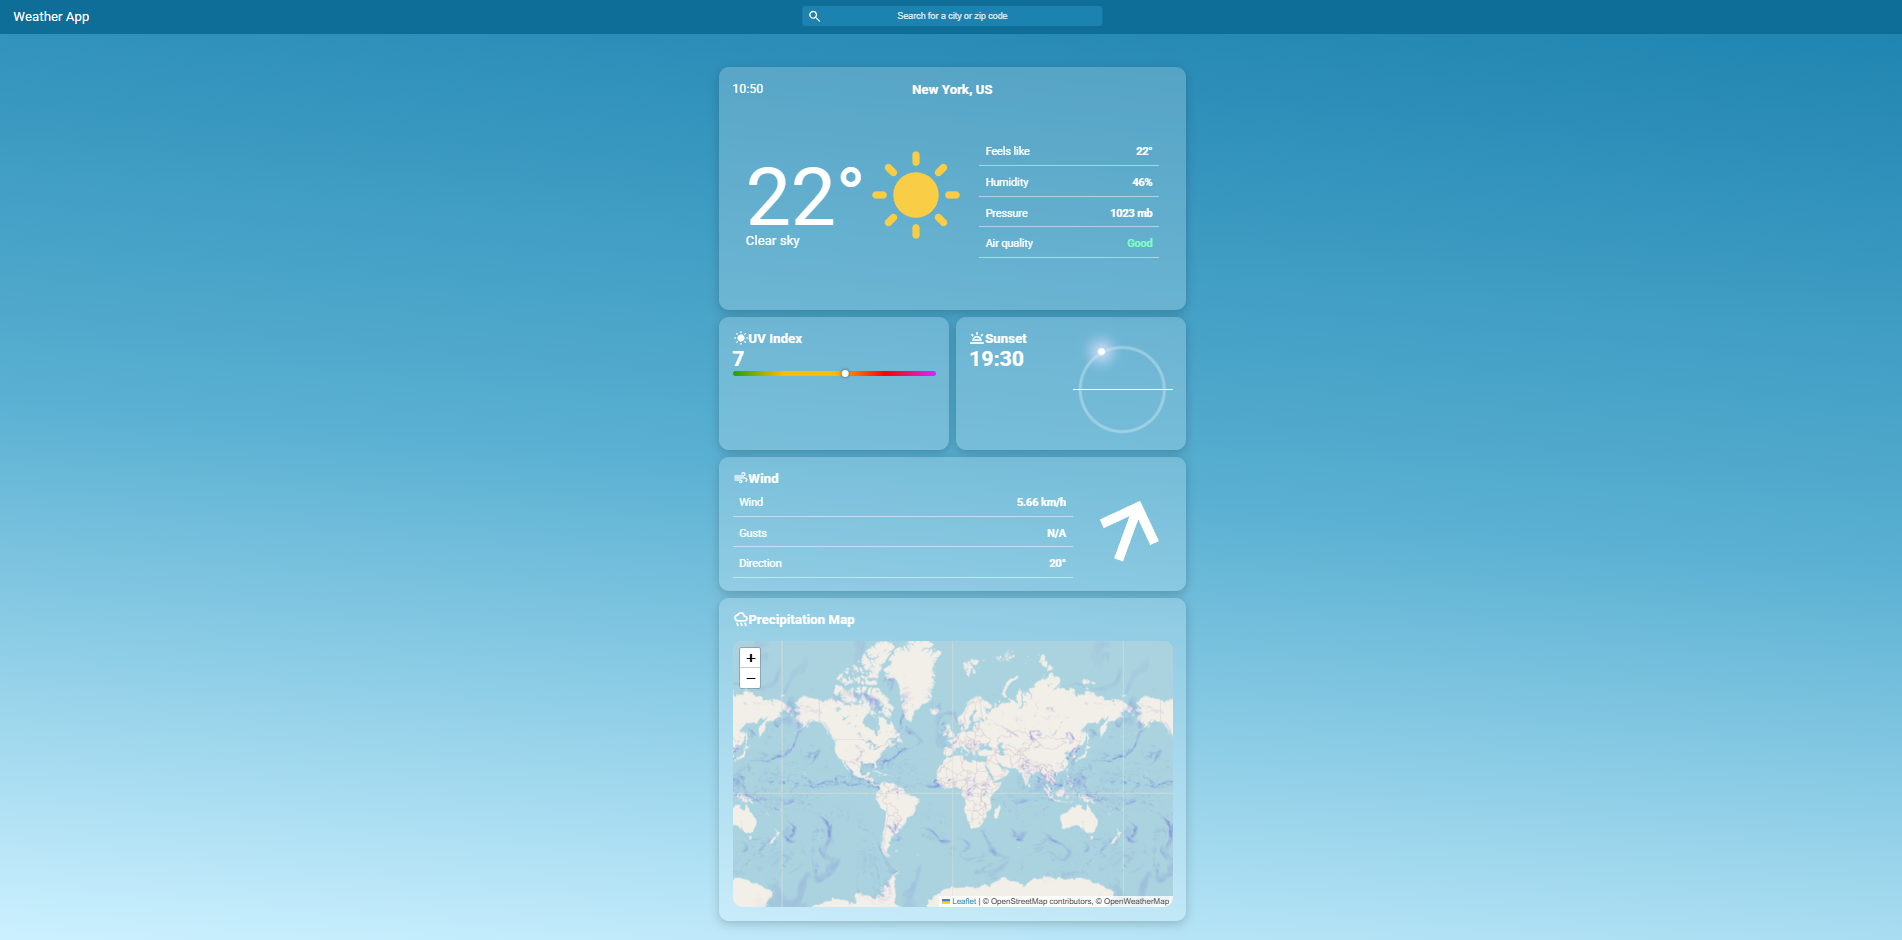 Weather App
Search for a city or zip code
10:50
New York, US
22°
Clear sky
Feels like 22°
Humidity 46%
Pressure 1023 mb
Air quality Good
UV Index
7
Sunset
19:30
Wind
Wind 5.66 km/h
Gusts N/A
Direction 20°
Precipitation Map
+
−
Leaflet | © OpenStreetMap contributors, © OpenWeatherMap